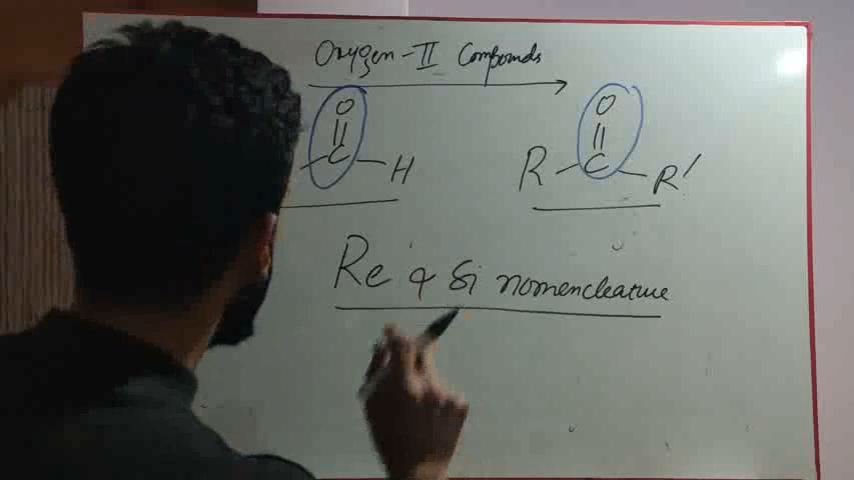 Oxygen-II Compounds
O O
|| ||
C-H R-C-R'
Re & Si nomencleature